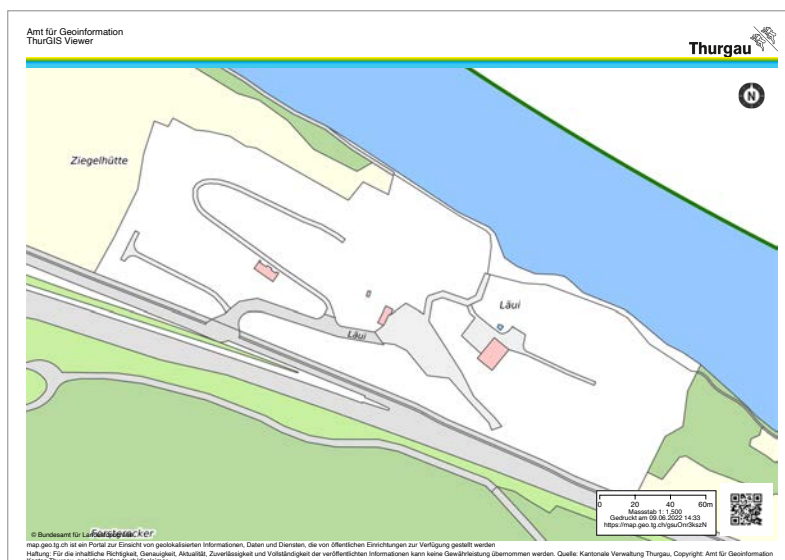 Amt für Geoinformation
ThurGIS Viewer
Thurgau
N
Ziegelhütte
Läui
Läui
0 20 40 60m
Massstab 1: 1,500
Gedruckt am 09.06.2022 14:33
https://map.geo.tg.ch/gsuOnr3kszN
Forsteracker
© Bundesamt für
map.geo.tg.ch ist ein Portal zur Einsicht von geolokalisierten Informationen, Daten und Diensten, die von öffentlichen Einrichtungen zur Verfügung gestellt werden
Haftung: Für die inhaltliche Richtigkeit, Genauigkeit, Aktualität, Zuverlässigkeit und Vollständigkeit der veröffentlichten Informationen kann keine Gewährleistung übernommen werden. Quelle: Kantonale Verwaltung Thurgau, Copyright: Amt für Geoinformation